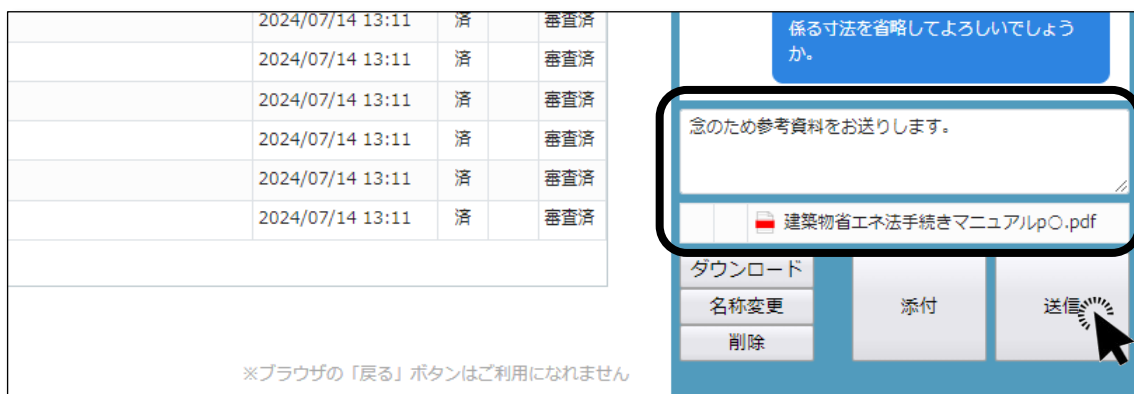 2024/07/14 13:11 済 審査済
2024/07/14 13:11 済 審査済
2024/07/14 13:11 済 審査済
2024/07/14 13:11 済 審査済
2024/07/14 13:11 済 審査済
2024/07/14 13:11 済 審査済
※ブラウザの「戻る」ボタンはご利用になれません
係る寸法を省略してよろしいでしょう
か。
念のため参考資料をお送りします。
建築物省エネ法手続きマニュアルp○.pdf
ダウンロード
名称変更
削除
添付
送信